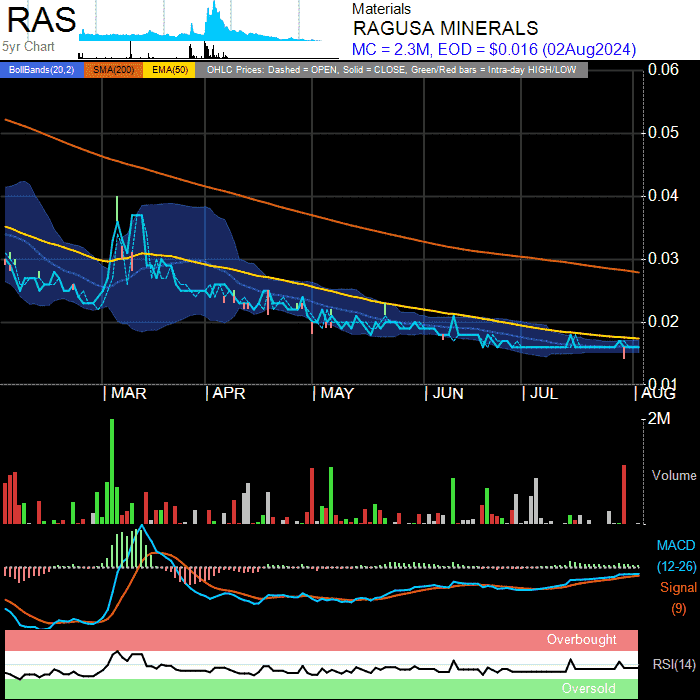 RAS
5yr Chart
Materials
RAGUSA MINERALS
MC = 2.3M, EOD = $0.016 (02Aug2024)
BollBands(20,2) SMA(200) EMA(50) OHLC Prices: Dashed = OPEN, Solid = CLOSE, Green/Red bars = Intra-day HIGH/LOW
0.06
0.05
0.04
0.03
0.02
0.01
MAR APR MAY JUN JUL AUG
2M
Volume
MACD
(12-26)
Signal
(9)
Overbought
RSI(14)
Oversold